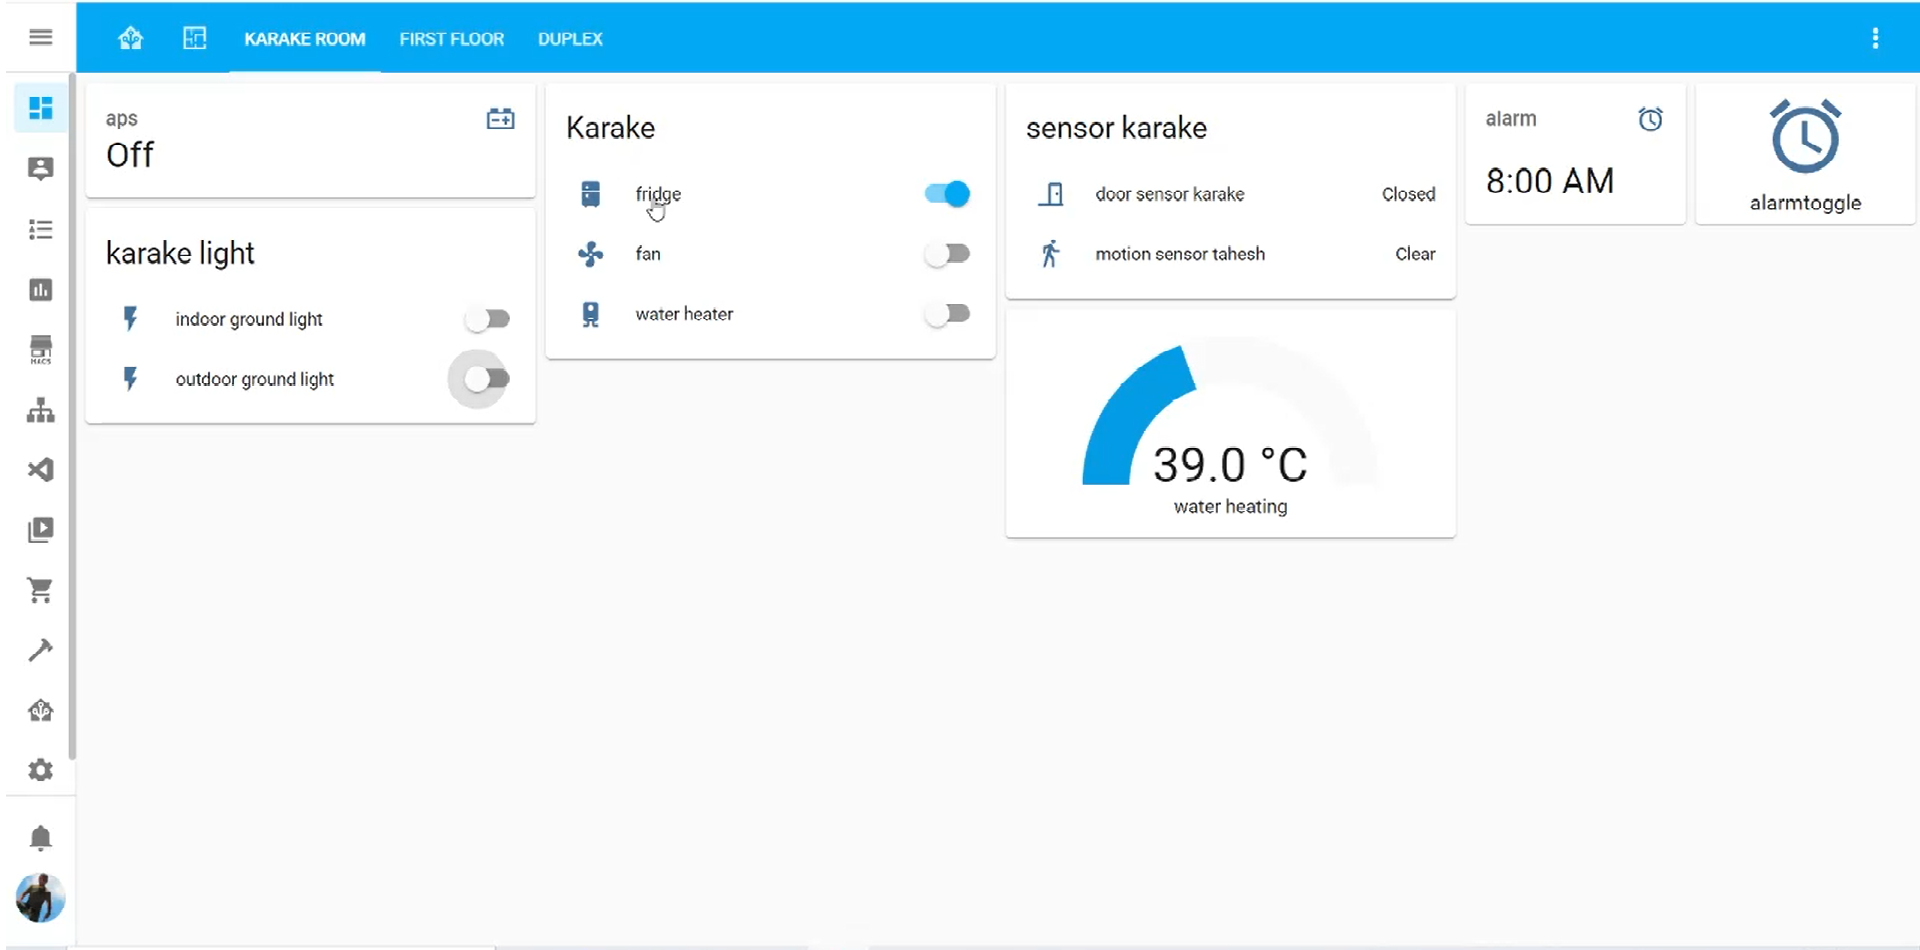 KARAKE ROOM
FIRST FLOOR
DUPLEX
aps
Off
karake light
indoor ground light
outdoor ground light
Karake
fridge
fan
water heater
sensor karake
door sensor karake Closed
motion sensor tahesh Clear
39.0 °C
water heating
alarm
8:00 AM
alarmtoggle
HACS